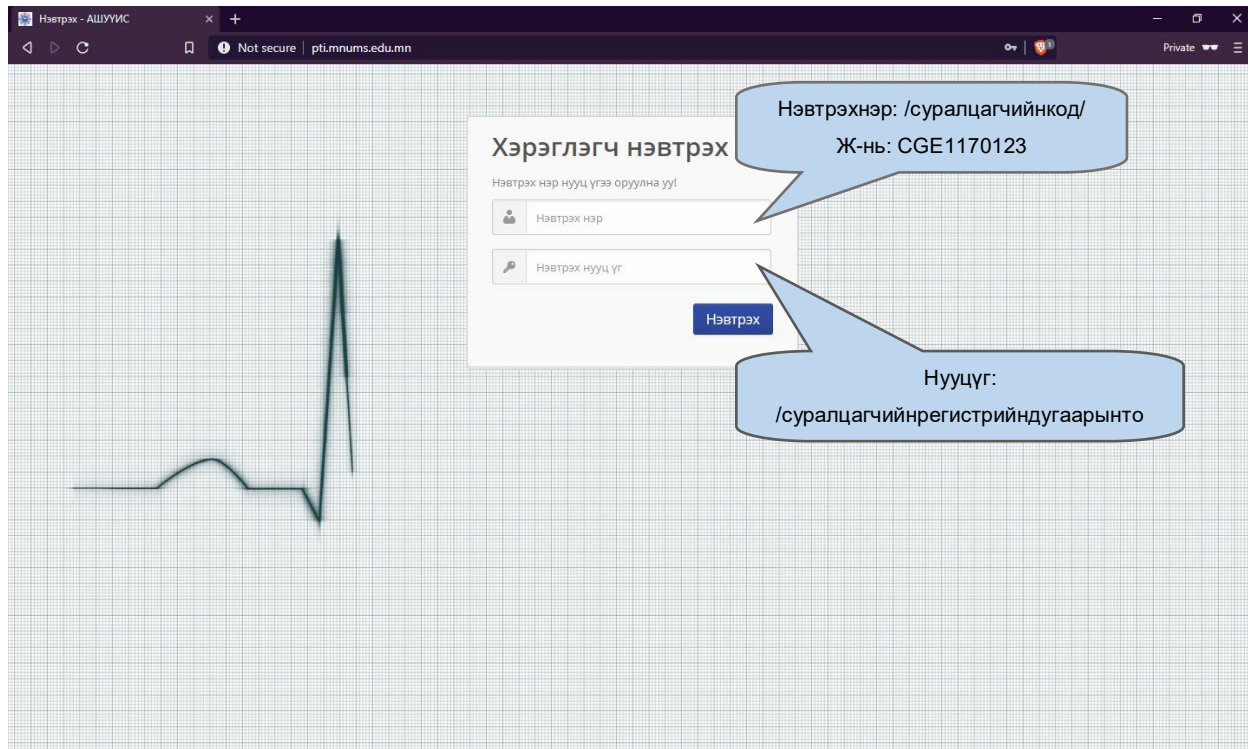 Нэвтрэх - АШУҮИС
Not secure | pti.mnums.edu.mn
1
Private
Нэвтрэхнэр: /суралцагчийнкод/
Ж-нь: CGE1170123
Хэрэглэгч нэвтрэх
Нэвтрэх нэр нууц үгээ оруулна уу!
Нэвтрэх нэр
Нэвтрэх нууц үг
Нэвтрэх
Нууцүг:
/суралцагчийнрегистрийндугаарынто